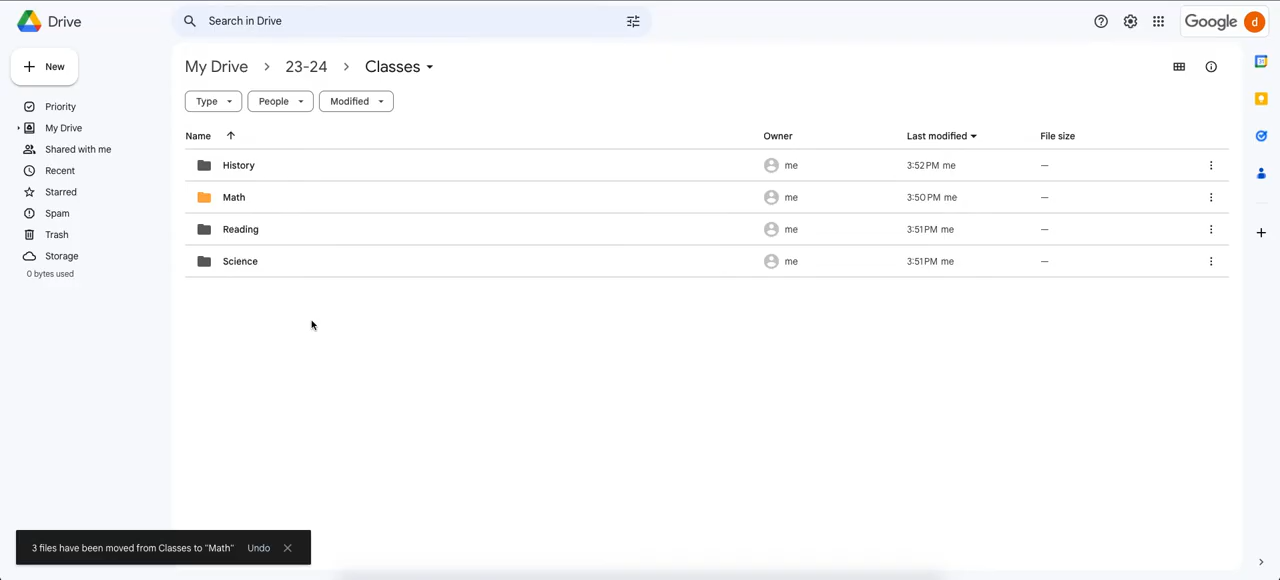 Drive
Search in Drive
Google d
New
My Drive 23-24 Classes
Priority
My Drive
Shared with me
Recent
Starred
Spam
Trash
Storage
0 bytes used
Type People Modified
Name Owner Last modified File size
History me 3:52 PM me —
Math me 3:50 PM me —
Reading me 3:51 PM me —
Science me 3:51 PM me —
3 files have been moved from Classes to "Math" Undo